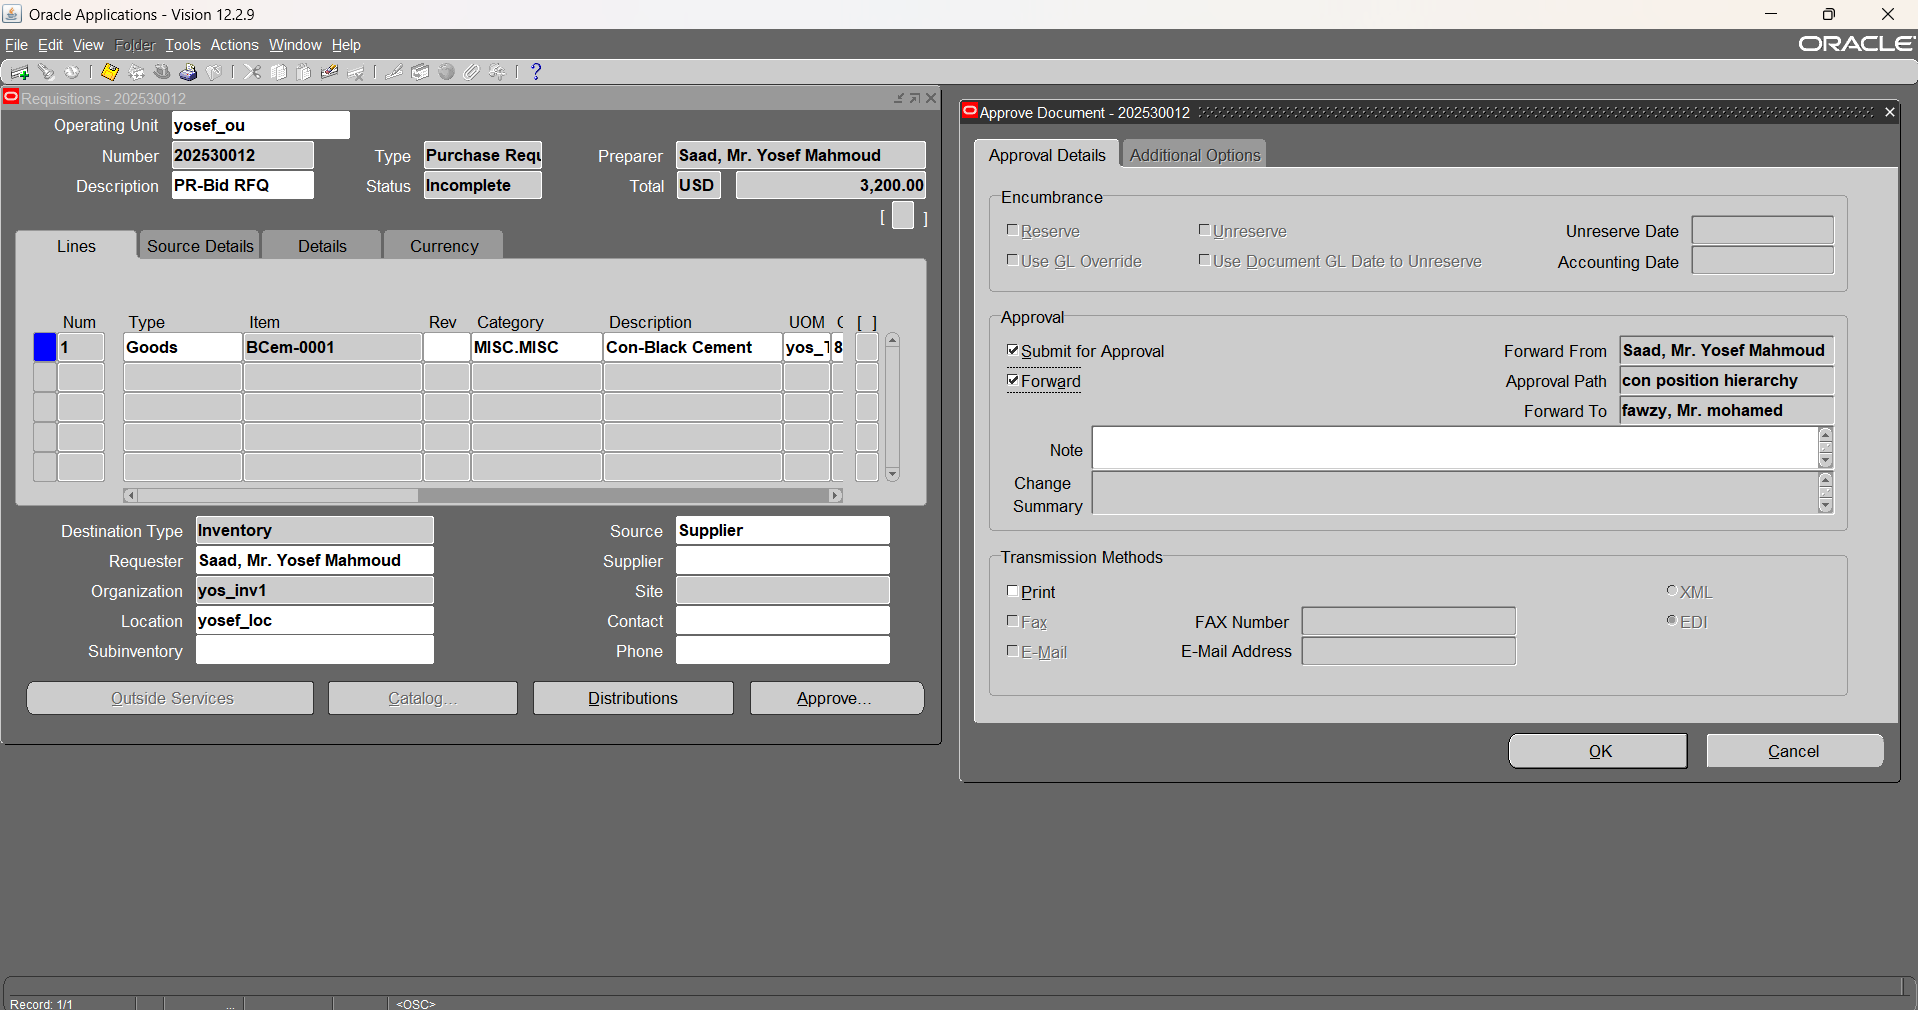 Oracle Applications - Vision 12.2.9
File Edit View Folder Tools Actions Window Help
ORACLE
Requisitions - 202530012
Operating Unit yosef_ou
Number 202530012 Type Purchase Requ Preparer Saad, Mr. Yosef Mahmoud
Description PR-Bid RFQ Status Incomplete Total USD 3,200.00
[ ]
Lines Source Details Details Currency
Num Type Item Rev Category Description UOM [ ]
1 Goods BCem-0001 MISC.MISC Con-Black Cement yos_T 8
Destination Type Inventory Source Supplier
Requester Saad, Mr. Yosef Mahmoud Supplier
Organization yos_inv1 Site
Location yosef_loc Contact
Subinventory Phone
Outside Services Catalog... Distributions Approve...
Approve Document - 202530012
Approval Details Additional Options
Encumbrance
Reserve Unreserve Unreserve Date
Use GL Override Use Document GL Date to Unreserve Accounting Date
Approval
Submit for Approval Forward From Saad, Mr. Yosef Mahmoud
Forward Approval Path con position hierarchy
Forward To fawzy, Mr. mohamed
Note
Change
Summary
Transmission Methods
Print XML
Fax FAX Number EDI
E-Mail E-Mail Address
OK Cancel
Record: 1/1 ... <OSC>